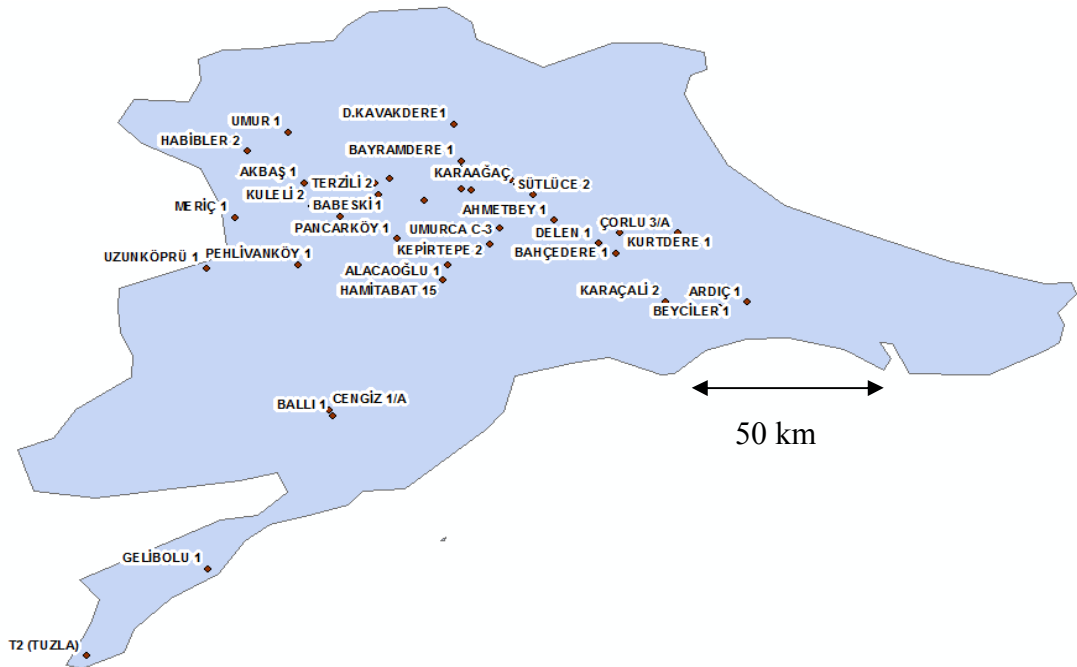 D.KAVAKDERE 1
UMUR 1
HABİBLER 2
BAYRAMDERE 1
AKBAŞ 1
KARAAĞAÇ
TERZİLİ 2
SÜTLÜCE 2
KULELİ 2
MERİÇ 1
BABESKİ 1
AHMETBEY 1
PANCARKÖY 1
UMURCA C-3
DELEN 1
ÇORLU 3/A
KURTDERE 1
KEPİRTEPE 2
BAHÇEDERE 1
UZUNKÖPRÜ 1
PEHLİVANKÖY 1
ALACAOĞLU 1
HAMİTABAT 15
KARAÇALİ 2
ARDIÇ 1
BEYCİLER 1
BALLI 1
CENGİZ 1/A
50 km
GELİBOLU 1
T2 (TUZLA)